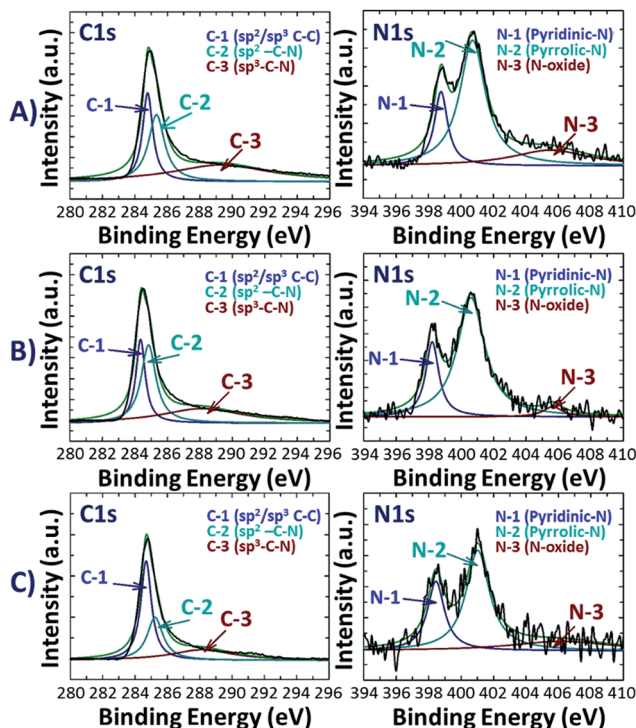 A)
C1s
C-1 (sp²/sp³ C-C)
C-2 (sp² –C-N)
C-3 (sp³-C-N)
C-1
C-2
C-3
Intensity (a.u.)
280 282 284 286 288 290 292 294 296
Binding Energy (eV)
N1s
N-1 (Pyridinic-N)
N-2 (Pyrrolic-N)
N-3 (N-oxide)
N-2
N-1
N-3
Intensity (a.u.)
394 396 398 400 402 404 406 408 410
Binding Energy (eV)
B)
C1s
C-1 (sp²/sp³ C-C)
C-2 (sp² –C-N)
C-3 (sp³-C-N)
C-1
C-2
C-3
Intensity (a.u.)
280 282 284 286 288 290 292 294 296
Binding Energy (eV)
N1s
N-1 (Pyridinic-N)
N-2 (Pyrrolic-N)
N-3 (N-oxide)
N-2
N-1
N-3
Intensity (a.u.)
394 396 398 400 402 404 406 408 410
Binding Energy (eV)
C)
C1s
C-1 (sp²/sp³ C-C)
C-2 (sp² –C-N)
C-3 (sp³-C-N)
C-1
C-2
C-3
Intensity (a.u.)
280 282 284 286 288 290 292 294 296
Binding Energy (eV)
N1s
N-1 (Pyridinic-N)
N-2 (Pyrrolic-N)
N-3 (N-oxide)
N-2
N-1
N-3
Intensity (a.u.)
394 396 398 400 402 404 406 408 410
Binding Energy (eV)